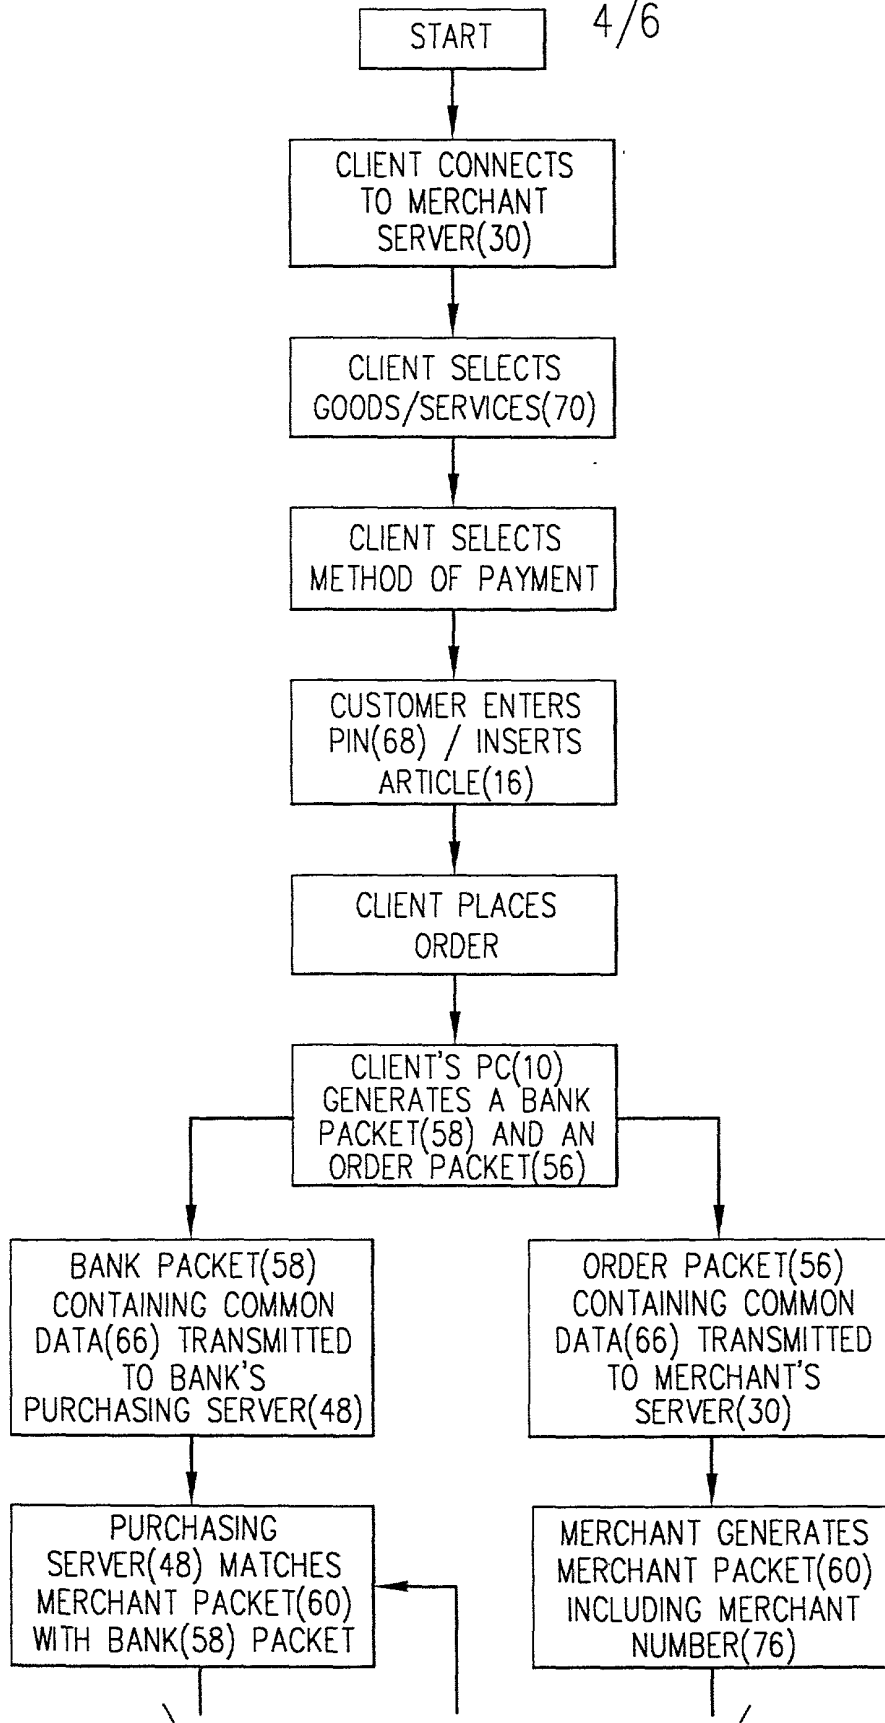 4/6
START
CLIENT CONNECTS
TO MERCHANT
SERVER(30)
CLIENT SELECTS
GOODS/SERVICES(70)
CLIENT SELECTS
METHOD OF PAYMENT
CUSTOMER ENTERS
PIN(68) / INSERTS
ARTICLE(16)
CLIENT PLACES
ORDER
CLIENT'S PC(10)
GENERATES A BANK
PACKET(58) AND AN
ORDER PACKET(56)
BANK PACKET(58)
CONTAINING COMMON
DATA(66) TRANSMITTED
TO BANK'S
PURCHASING SERVER(48)
ORDER PACKET(56)
CONTAINING COMMON
DATA(66) TRANSMITTED
TO MERCHANT'S
SERVER(30)
PURCHASING
SERVER(48) MATCHES
MERCHANT PACKET(60)
WITH BANK(58) PACKET
MERCHANT GENERATES
MERCHANT PACKET(60)
INCLUDING MERCHANT
NUMBER(76)